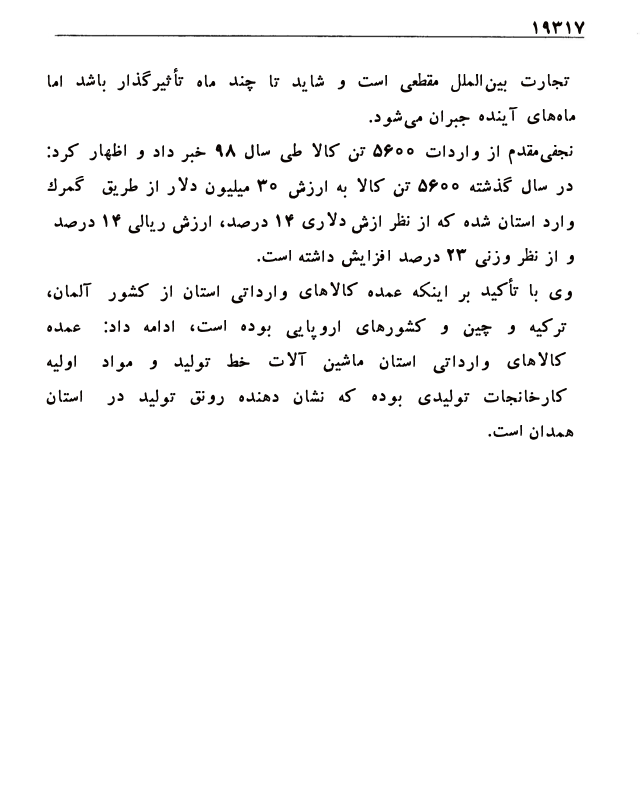 ۱۹۳۱۷
تجارت بین‌الملل مقطعی است و شاید تا چند ماه تأثیرگذار باشد اما
ماه‌های آینده جبران می‌شود.
نجفی‌مقدم از واردات ۵۶۰۰ تن کالا طی سال ۹۸ خبر داد و اظهار کرد:
در سال گذشته ۵۶۰۰ تن کالا به ارزش ۳۰ میلیون دلار از طریق گمرك
وارد استان شده که از نظر ازش دلاری ۱۴ درصد، ارزش ریالی ۱۴ درصد
و از نظر وزنی ۲۳ درصد افزایش داشته است.
وی با تأکید بر اینکه عمده کالاهای وارداتی استان از کشور آلمان،
ترکیه و چین و کشورهای اروپایی بوده است، ادامه داد: عمده
کالاهای وارداتی استان ماشین آلات خط تولید و مواد اولیه
کارخانجات تولیدی بوده که نشان دهنده رونق تولید در استان
همدان است.